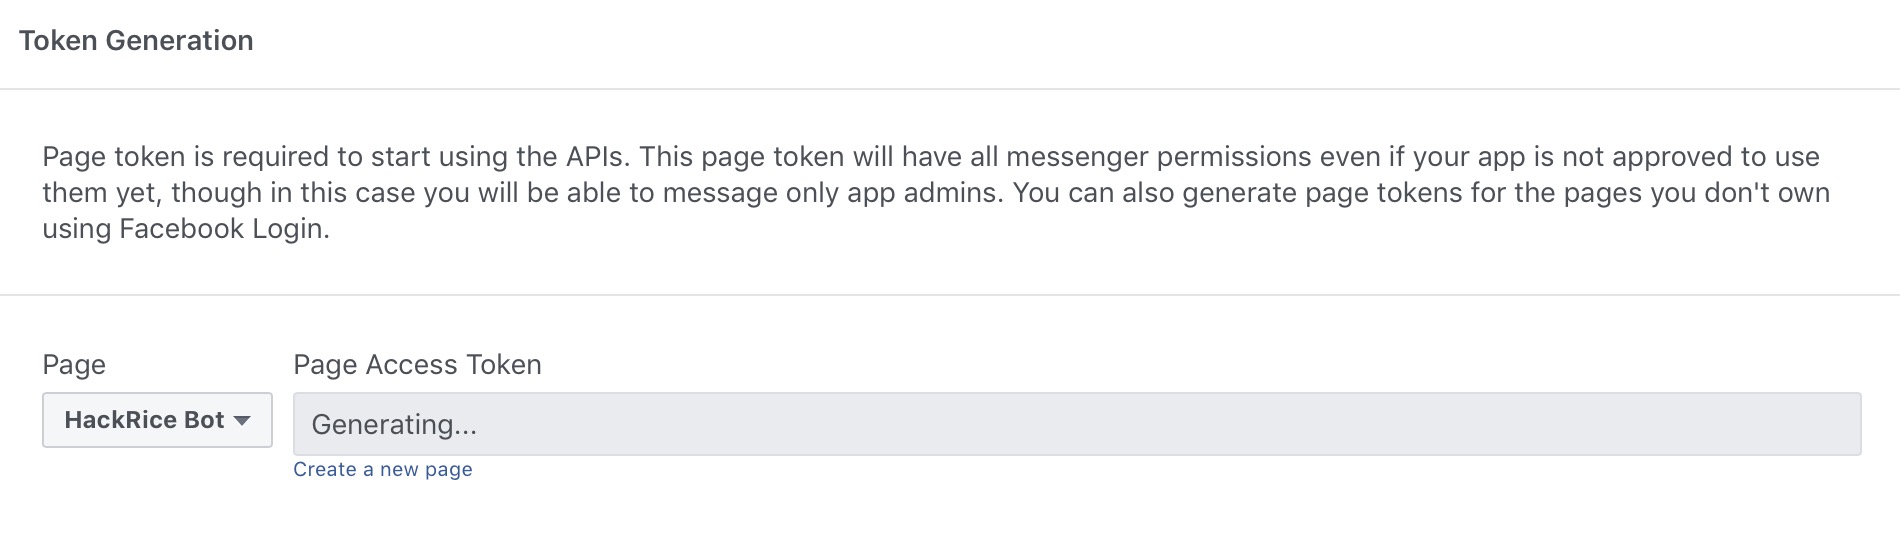 Token Generation
Page token is required to start using the APIs. This page token will have all messenger permissions even if your app is not approved to use
them yet, though in this case you will be able to message only app admins. You can also generate page tokens for the pages you don't own
using Facebook Login.
Page
Page Access Token
HackRice Bot
Generating...
Create a new page